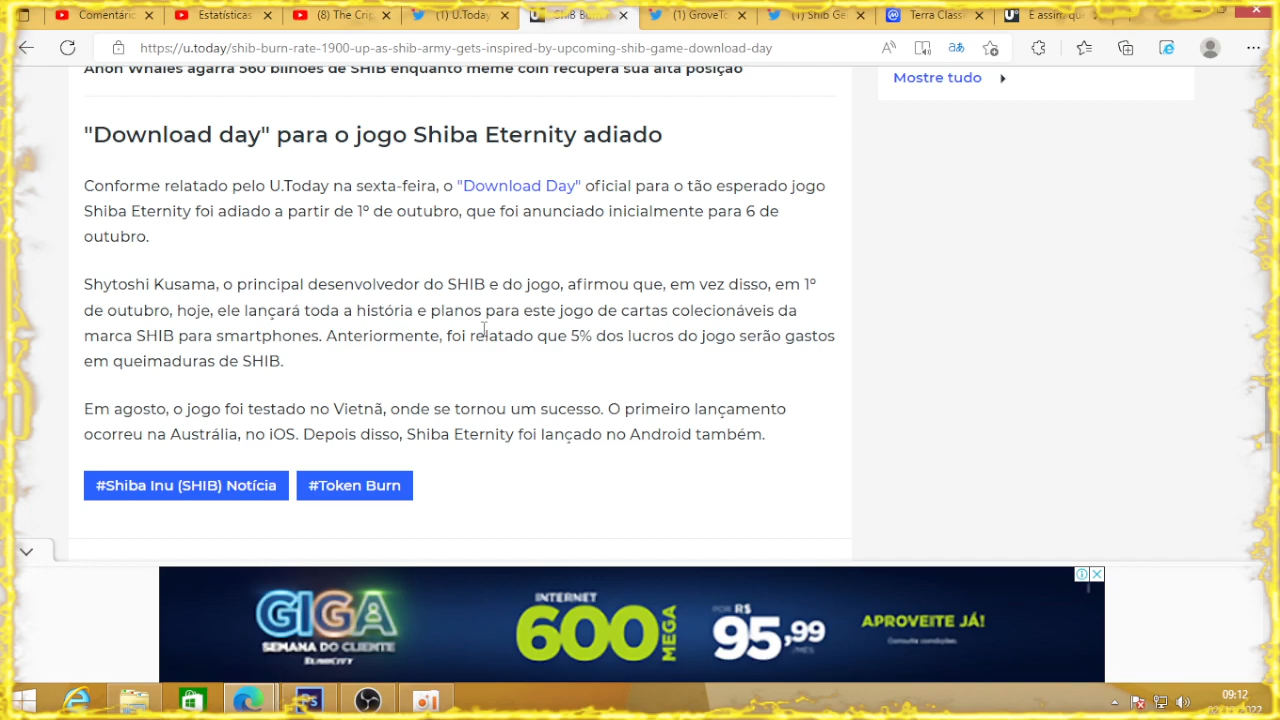 Comentários
Estatísticas
(8) The Crip
(1) U.Today
SHIB Burn
(1) GroveTo
(1) Shib Ge
Terra Classi
E assim que
https://u.today/shib-burn-rate-1900-up-as-shib-army-gets-inspired-by-upcoming-shib-game-download-day
Anon Whales agarra 560 bilhões de SHIB enquanto meme coin recupera sua alta posição
Mostre tudo
"Download day" para o jogo Shiba Eternity adiado
Conforme relatado pelo U.Today na sexta-feira, o "Download Day" oficial para o tão esperado jogo
Shiba Eternity foi adiado a partir de 1º de outubro, que foi anunciado inicialmente para 6 de
outubro.
Shytoshi Kusama, o principal desenvolvedor do SHIB e do jogo, afirmou que, em vez disso, em 1º
de outubro, hoje, ele lançará toda a história e planos para este jogo de cartas colecionáveis da
marca SHIB para smartphones. Anteriormente, foi relatado que 5% dos lucros do jogo serão gastos
em queimaduras de SHIB.
Em agosto, o jogo foi testado no Vietnã, onde se tornou um sucesso. O primeiro lançamento
ocorreu na Austrália, no iOS. Depois disso, Shiba Eternity foi lançado no Android também.
#Shiba Inu (SHIB) Notícia
#Token Burn
GIGA
SEMANA DO CLIENTE
INTERNET
600 MEGA
POR R$
95,99
/MÊS
APROVEITE JÁ!
Consulte condições.
09:12